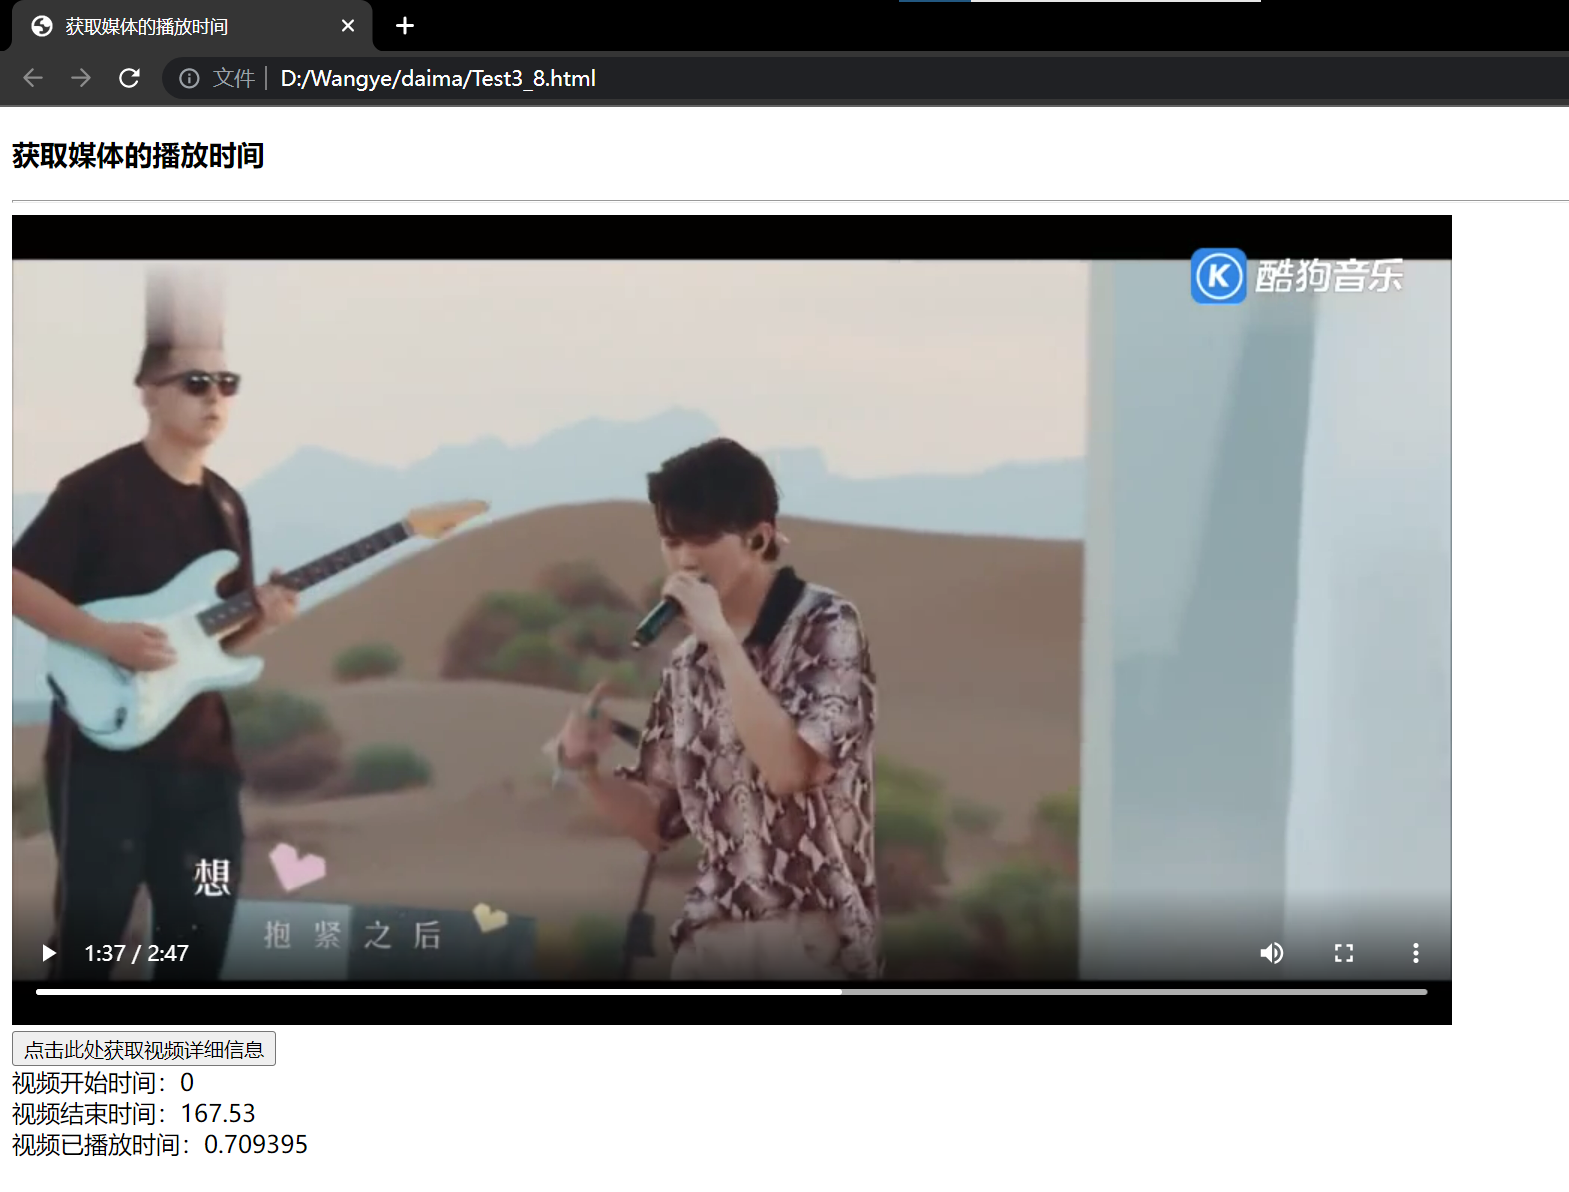 获取媒体的播放时间
文件 D:/Wangye/daima/Test3_8.html
获取媒体的播放时间
K 酷狗音乐
想
抱紧之后
1:37 / 2:47
点击此处获取视频详细信息
视频开始时间：0
视频结束时间：167.53
视频已播放时间：0.709395